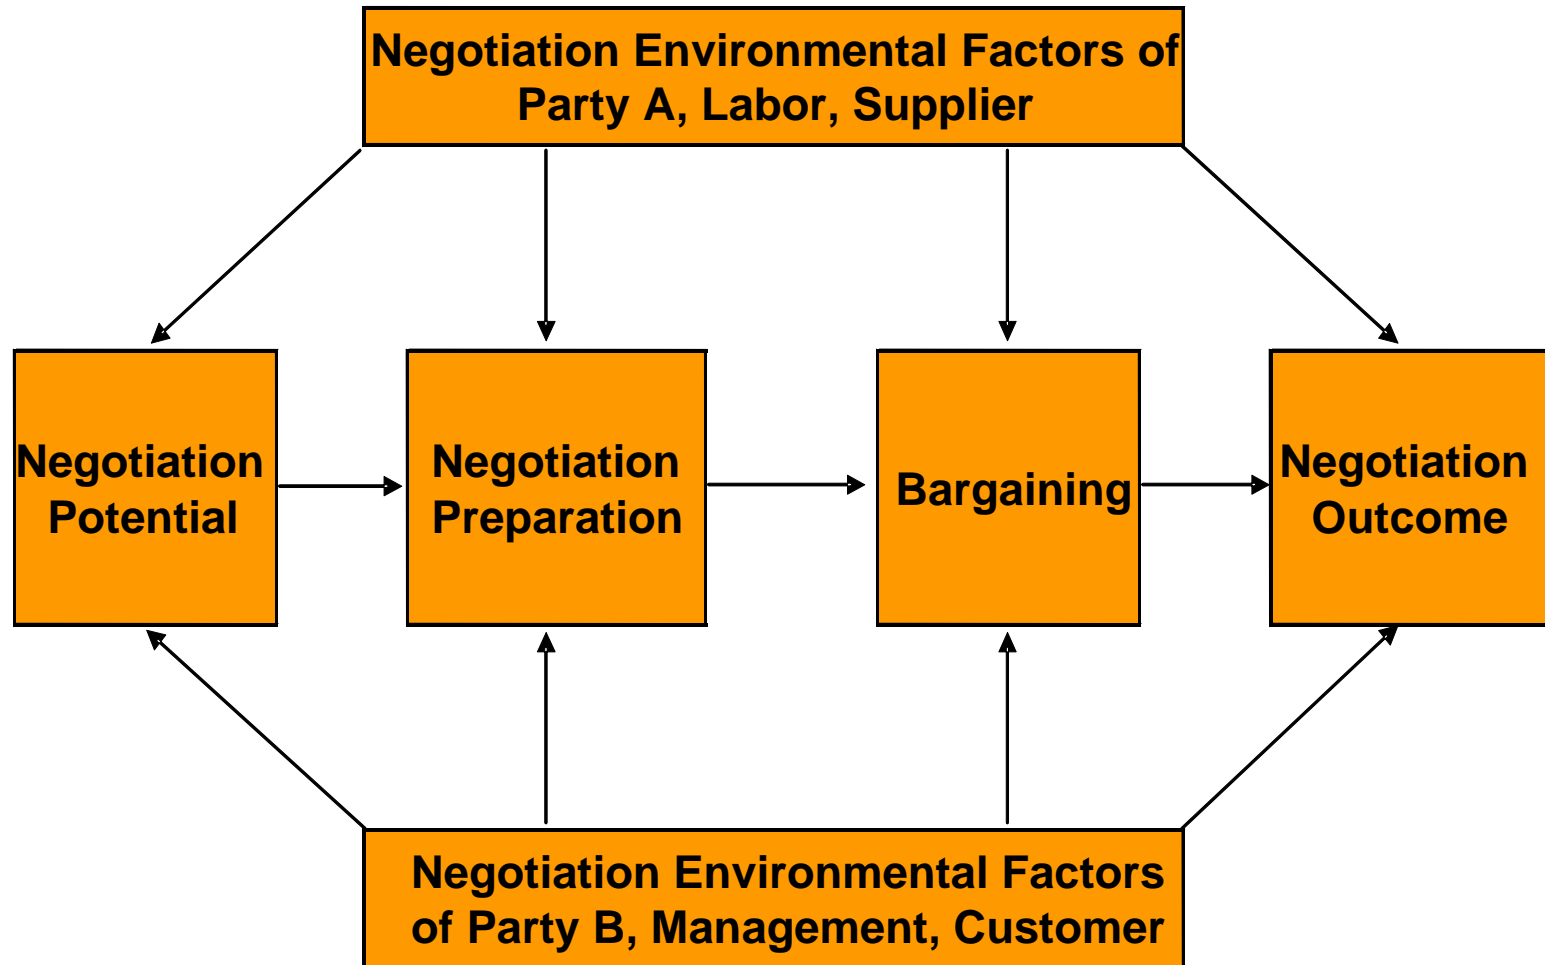 Negotiation Environmental Factors of
Party A, Labor, Supplier
Negotiation
Potential
Negotiation
Preparation
Bargaining
Negotiation
Outcome
Negotiation Environmental Factors
of Party B, Management, Customer